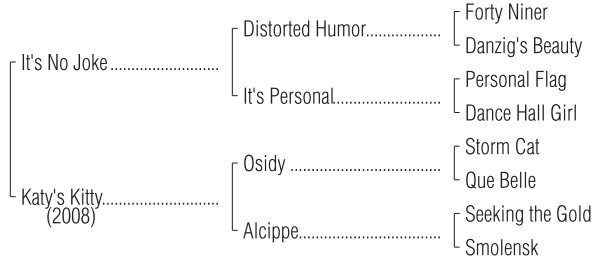 Forty Niner
Distorted Humor
Danzig's Beauty
It's No Joke
Personal Flag
It's Personal
Dance Hall Girl
Storm Cat
Osidy
Que Belle
Katy's Kitty
(2008)
Seeking the Gold
Alcippe
Smolensk